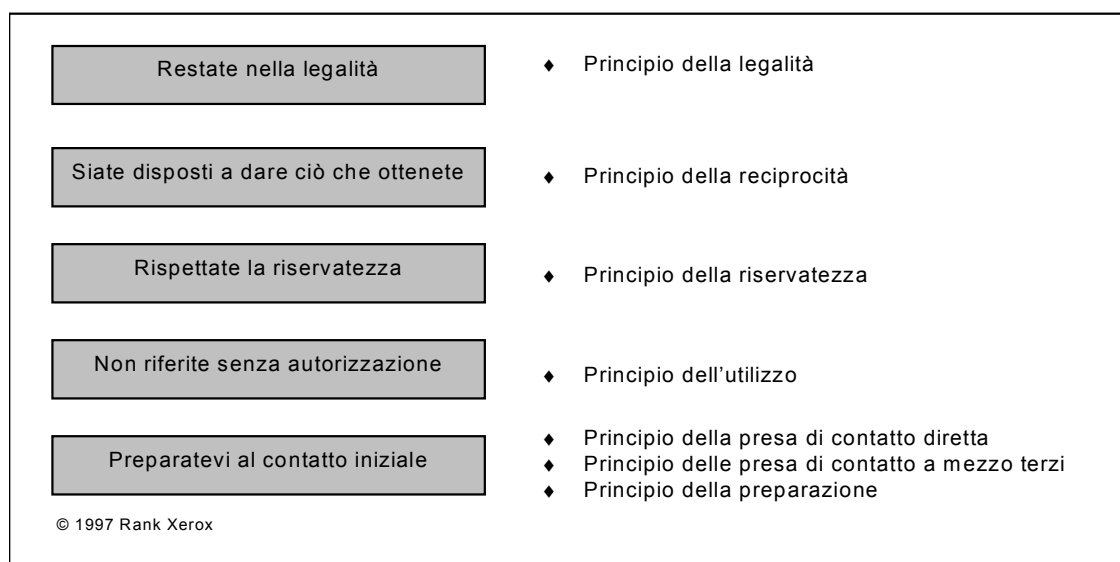 Restate nella legalità
♦ Principio della legalità
Siate disposti a dare ciò che ottenete
♦ Principio della reciprocità
Rispettate la riservatezza
♦ Principio della riservatezza
Non riferite senza autorizzazione
♦ Principio dell'utilizzo
Preparatevi al contatto iniziale
♦ Principio della presa di contatto diretta
♦ Principio delle presa di contatto a mezzo terzi
♦ Principio della preparazione
© 1997 Rank Xerox